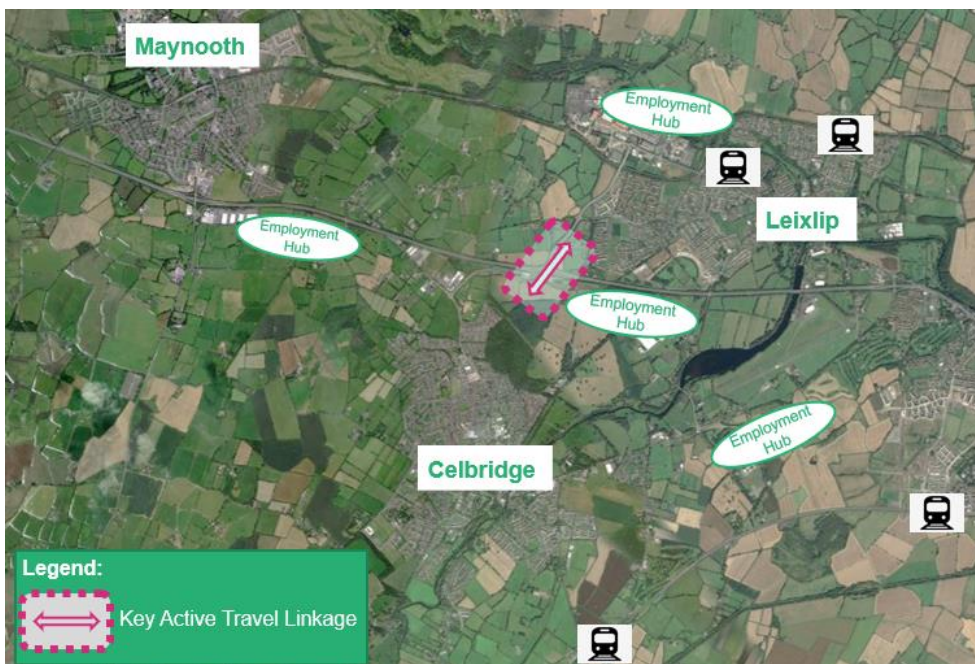 Maynooth
Employment
Hub
Leixlip
Employment
Hub
Employment
Hub
Employment
Hub
Celbridge
Legend:
Key Active Travel Linkage